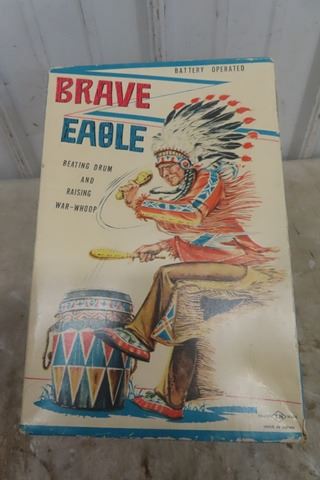 BATTERY OPERATED
BRAVE
EAGLE
BEATING DRUM
AND
RAISING
WAR-WHOOP
MADE IN JAPAN